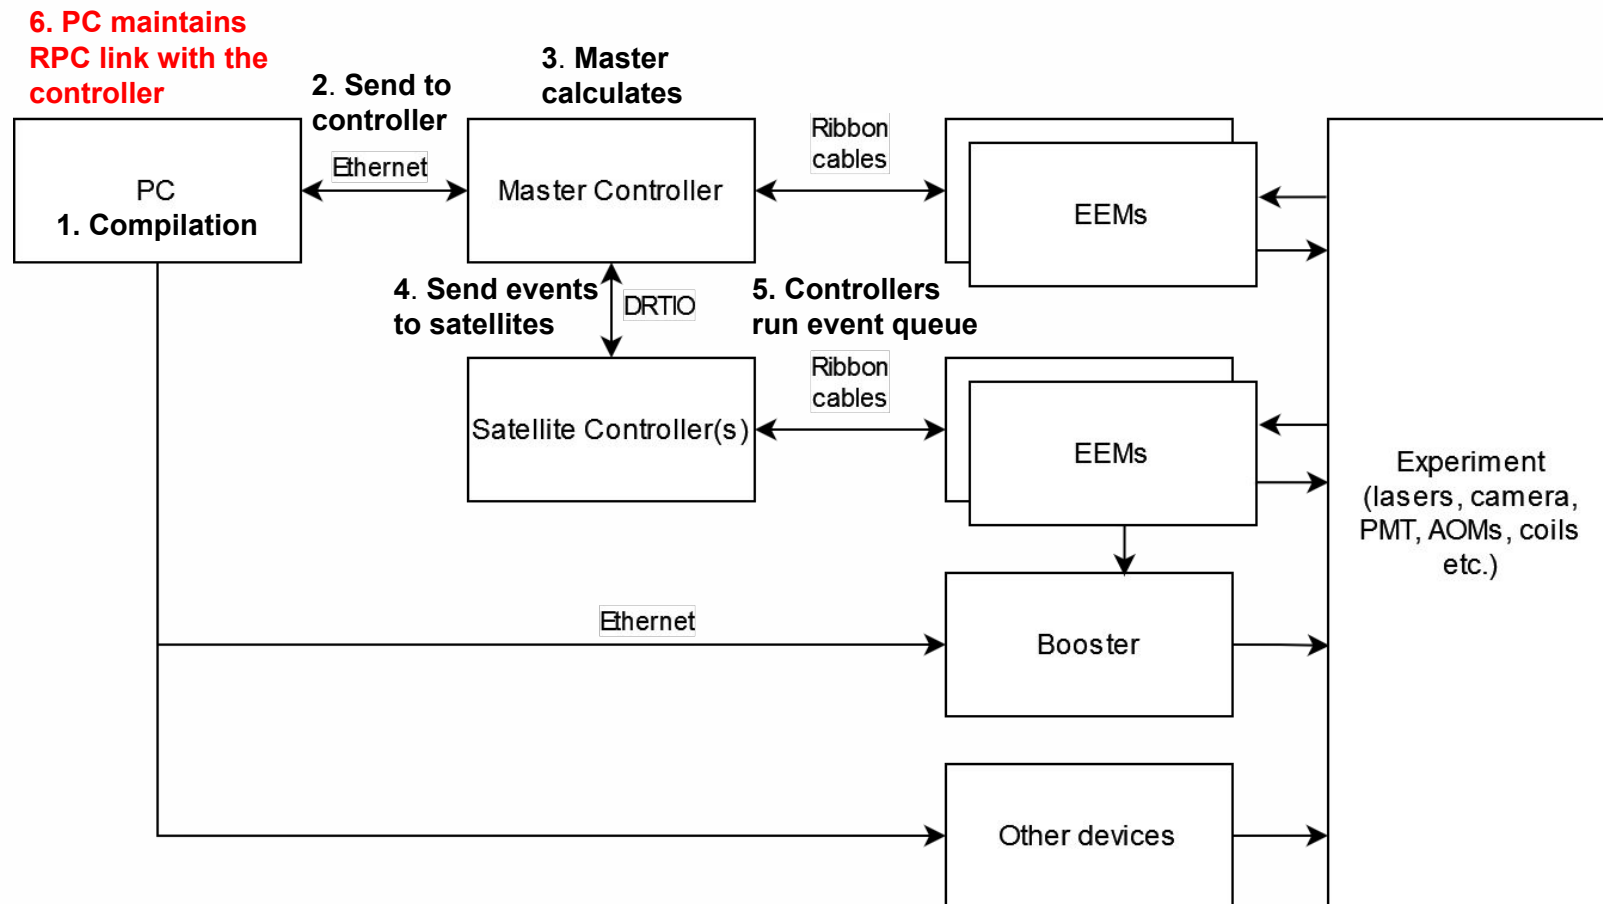 6. PC maintains
RPC link with the
controller
2. Send to
controller
3. Master
calculates
Ethernet
Ribbon
cables
PC
1. Compilation
Master Controller
EEMs
4. Send events
to satellites
DRTIO
5. Controllers
run event queue
Ribbon
cables
Satellite Controller(s)
EEMs
Experiment
(lasers, camera,
PMT, AOMs, coils
etc.)
Ethernet
Booster
Other devices